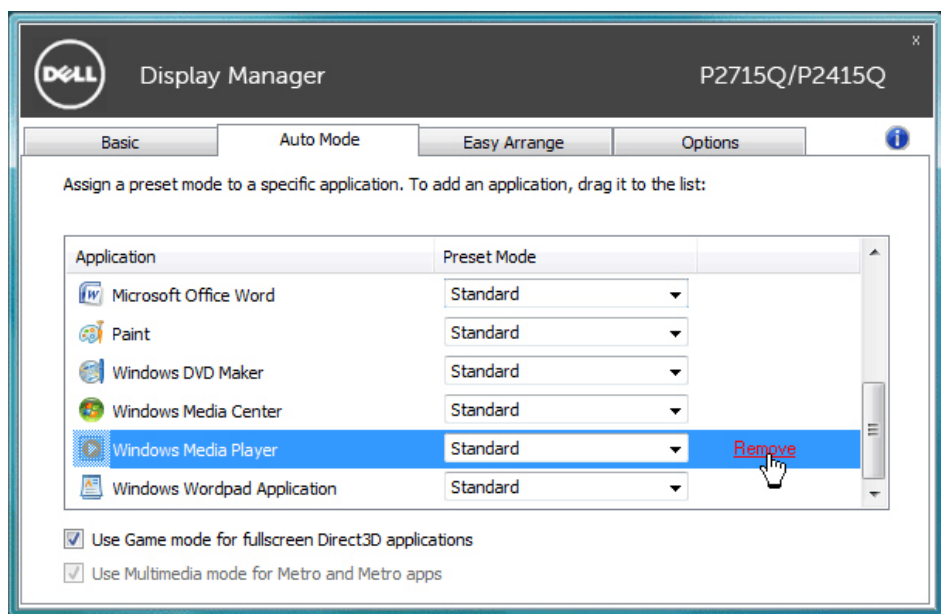 x
DELL Display Manager P2715Q/P2415Q
Basic Auto Mode Easy Arrange Options i
Assign a preset mode to a specific application. To add an application, drag it to the list:
Application Preset Mode
Microsoft Office Word Standard
Paint Standard
Windows DVD Maker Standard
Windows Media Center Standard
Windows Media Player Standard Remove
Windows Wordpad Application Standard
Use Game mode for fullscreen Direct3D applications
Use Multimedia mode for Metro and Metro apps